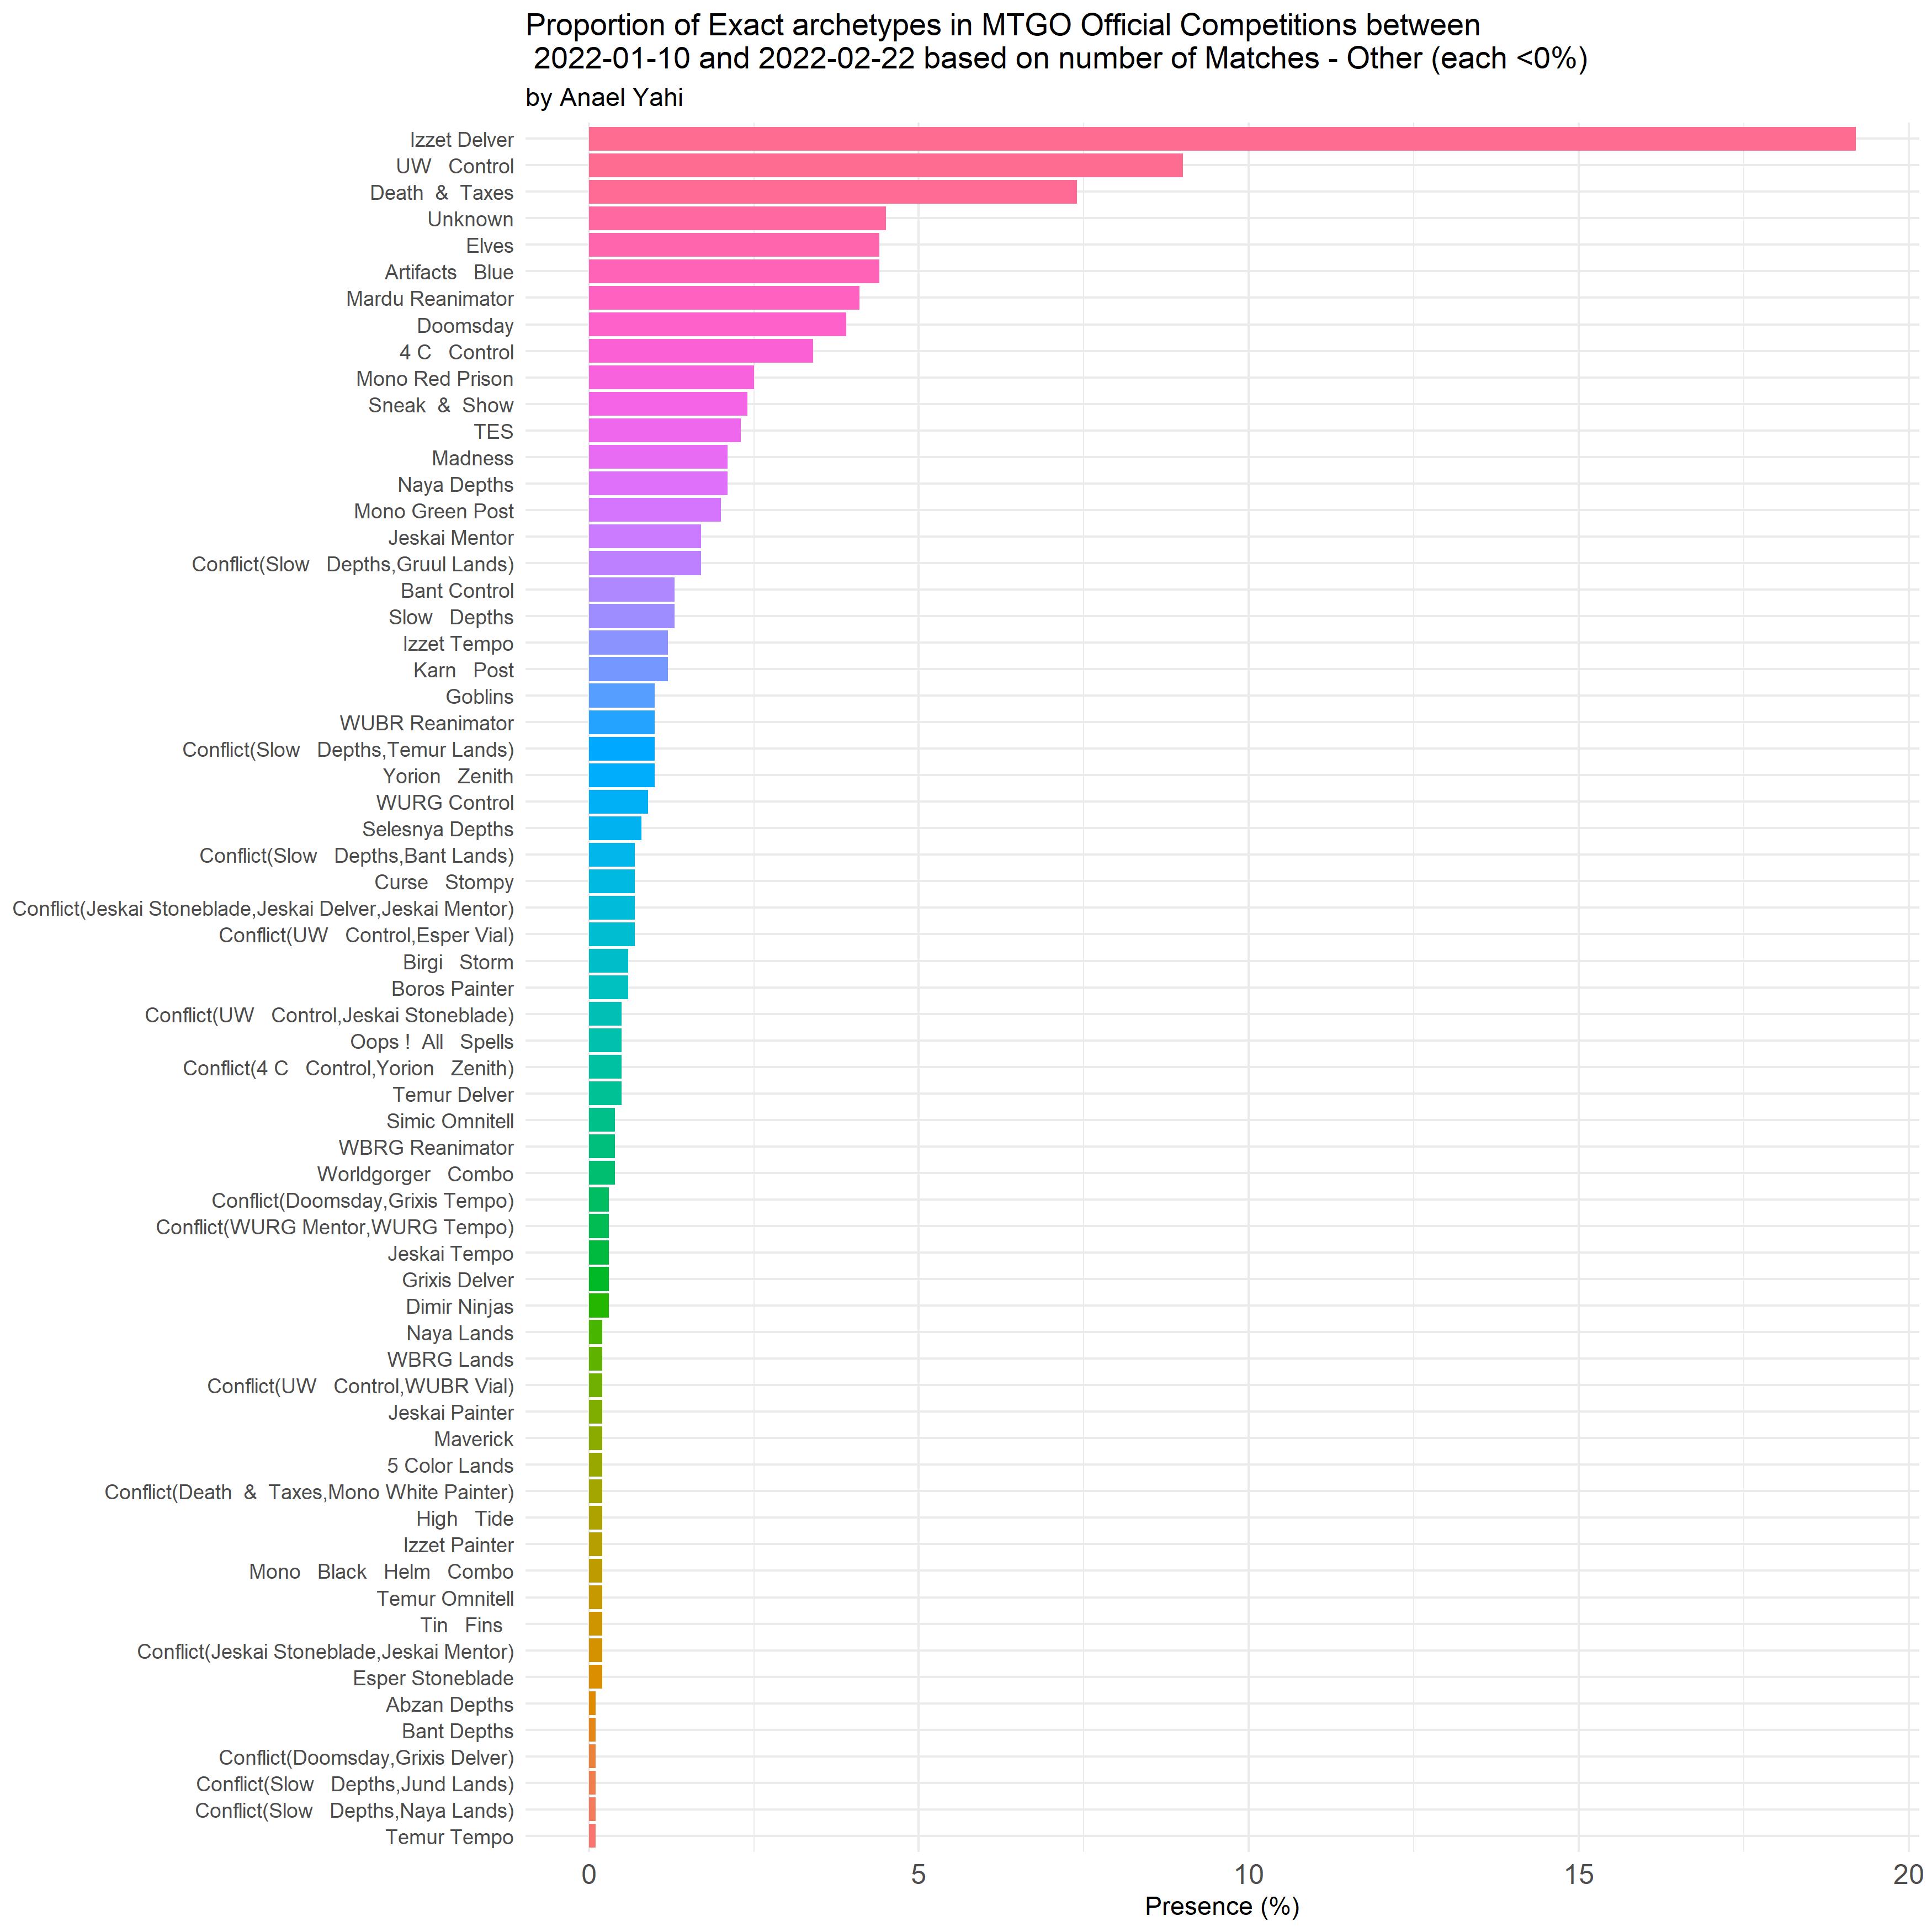 Proportion of Exact archetypes in MTGO Official Competitions between
2022-01-10 and 2022-02-22 based on number of Matches - Other (each <0%)
by Anael Yahi
Izzet Delver
UW   Control
Death  &  Taxes
Unknown
Elves
Artifacts   Blue
Mardu Reanimator
Doomsday
4 C   Control
Mono Red Prison
Sneak  &  Show
TES
Madness
Naya Depths
Mono Green Post
Jeskai Mentor
Conflict(Slow   Depths,Gruul Lands)
Bant Control
Slow   Depths
Izzet Tempo
Karn   Post
Goblins
WUBR Reanimator
Conflict(Slow   Depths,Temur Lands)
Yorion   Zenith
WURG Control
Selesnya Depths
Conflict(Slow   Depths,Bant Lands)
Curse   Stompy
Conflict(Jeskai Stoneblade,Jeskai Delver,Jeskai Mentor)
Conflict(UW   Control,Esper Vial)
Birgi   Storm
Boros Painter
Conflict(UW   Control,Jeskai Stoneblade)
Oops !  All   Spells
Conflict(4 C   Control,Yorion   Zenith)
Temur Delver
Simic Omnitell
WBRG Reanimator
Worldgorger   Combo
Conflict(Doomsday,Grixis Tempo)
Conflict(WURG Mentor,WURG Tempo)
Jeskai Tempo
Grixis Delver
Dimir Ninjas
Naya Lands
WBRG Lands
Conflict(UW   Control,WUBR Vial)
Jeskai Painter
Maverick
5 Color Lands
Conflict(Death  &  Taxes,Mono White Painter)
High   Tide
Izzet Painter
Mono   Black   Helm   Combo
Temur Omnitell
Tin   Fins
Conflict(Jeskai Stoneblade,Jeskai Mentor)
Esper Stoneblade
Abzan Depths
Bant Depths
Conflict(Doomsday,Grixis Delver)
Conflict(Slow   Depths,Jund Lands)
Conflict(Slow   Depths,Naya Lands)
Temur Tempo
0 5 10 15 20
Presence (%)